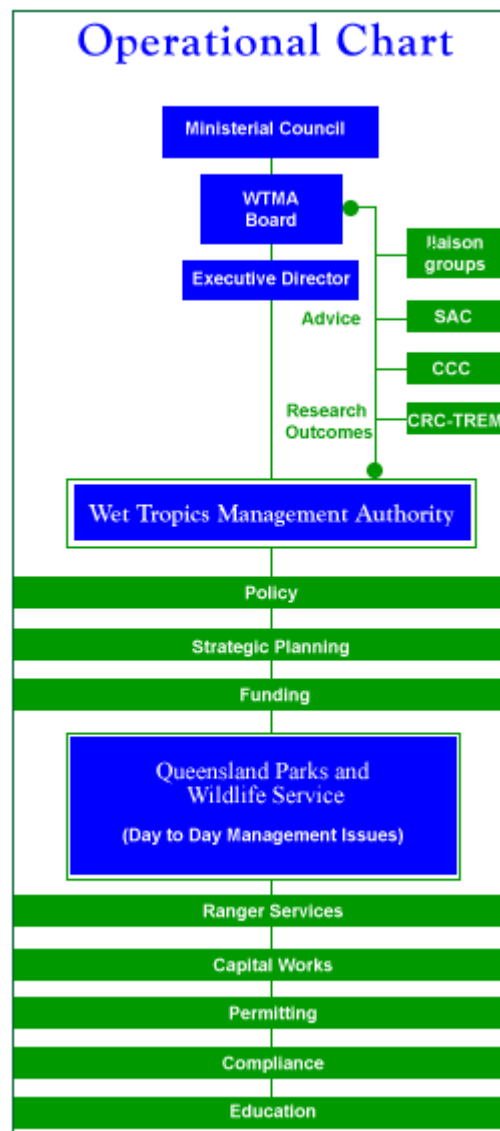 Operational Chart
Ministerial Council
WTMA
Board
Executive Director
liaison
groups
Advice
SAC
CCC
Research
Outcomes
CRC-TREM
Wet Tropics Management Authority
Policy
Strategic Planning
Funding
Queensland Parks and
Wildlife Service
(Day to Day Management Issues)
Ranger Services
Capital Works
Permitting
Compliance
Education